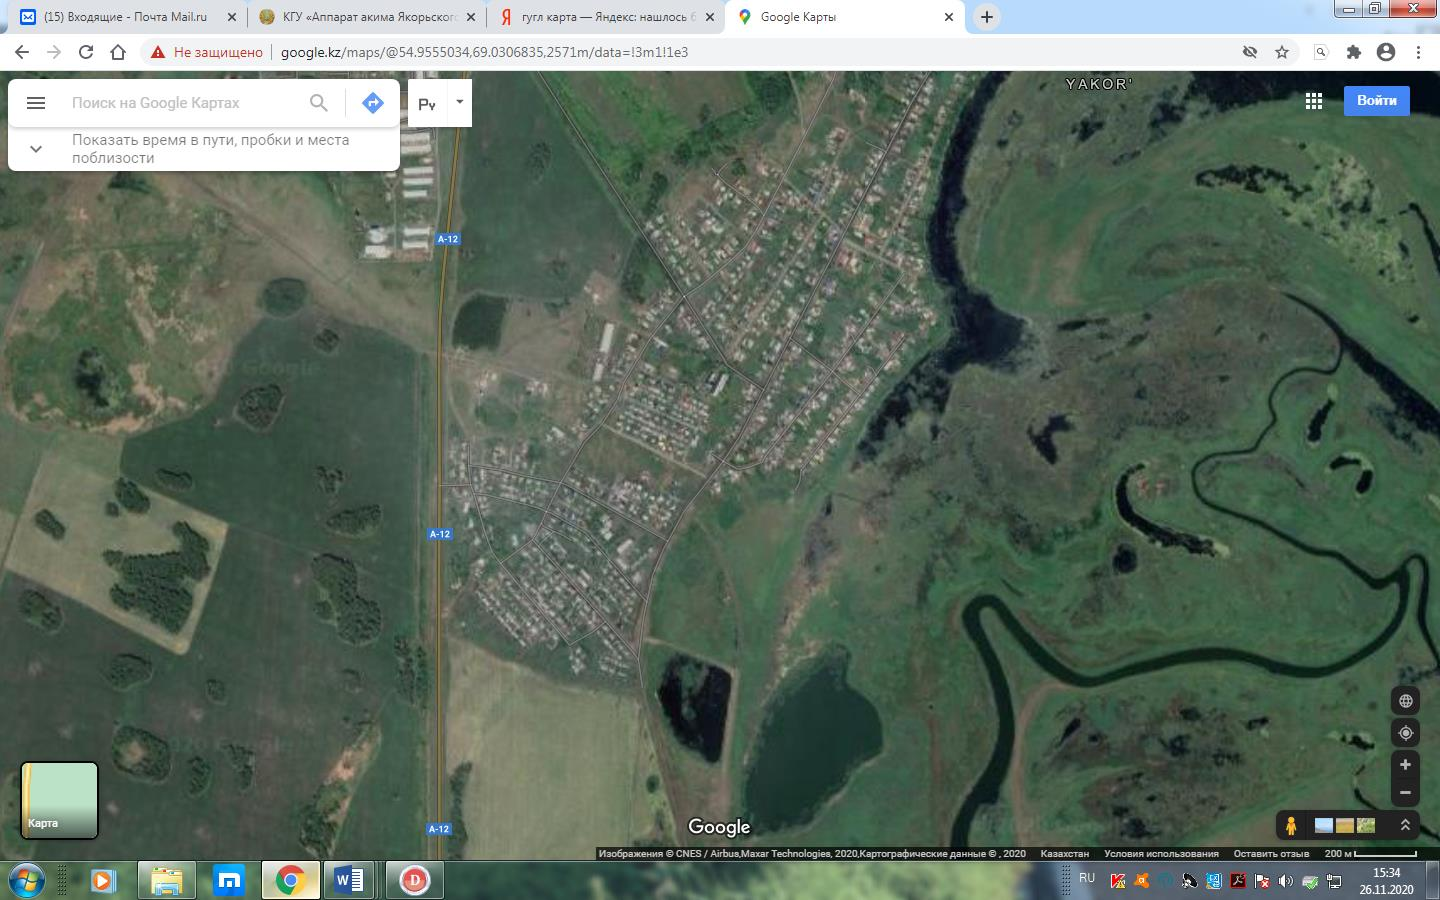 (15) Входящие - Почта Mail.ru
КГУ «Аппарат акима Якорьского
гугл карта — Яндекс: нашлось 6
Google Карты
Не защищено
google.kz/maps/@54.9555034,69.0306835,2571m/data=!3m1!1e3
Поиск на Google Картах
Ру
Войти
Показать время в пути, пробки и места
поблизости
YAKOR'
А-12
А-12
А-12
Карта
Google
Изображения © CNES / Airbus,Maxar Technologies, 2020,Картографические данные © , 2020
Казахстан
Условия использования
Оставить отзыв
200 м
RU
15:34
26.11.2020